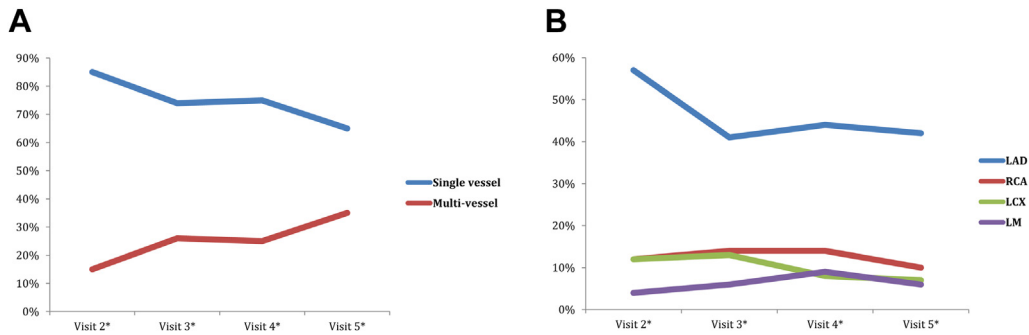 A
90%
80%
70%
60%
50%
40%
30%
20%
10%
0%
Visit 2* Visit 3* Visit 4* Visit 5*
Single vessel
Multi-vessel
B
60%
50%
40%
30%
20%
10%
0%
Visit 2* Visit 3* Visit 4* Visit 5*
LAD
RCA
LCX
LM